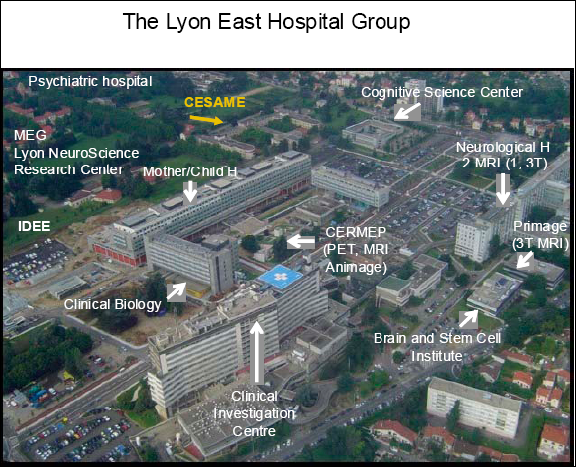 The Lyon East Hospital Group
Psychiatric hospital
CESAME
Cognitive Science Center
MEG
Lyon NeuroScience
Research Center
Mother/Child H
Neurological H
2 MRI (1, 3T)
IDEE
CERMEP
(PET, MRI
Animage)
Primage
(3T MRI)
Clinical Biology
Brain and Stem Cell
Institute
Clinical
Investigation
Centre